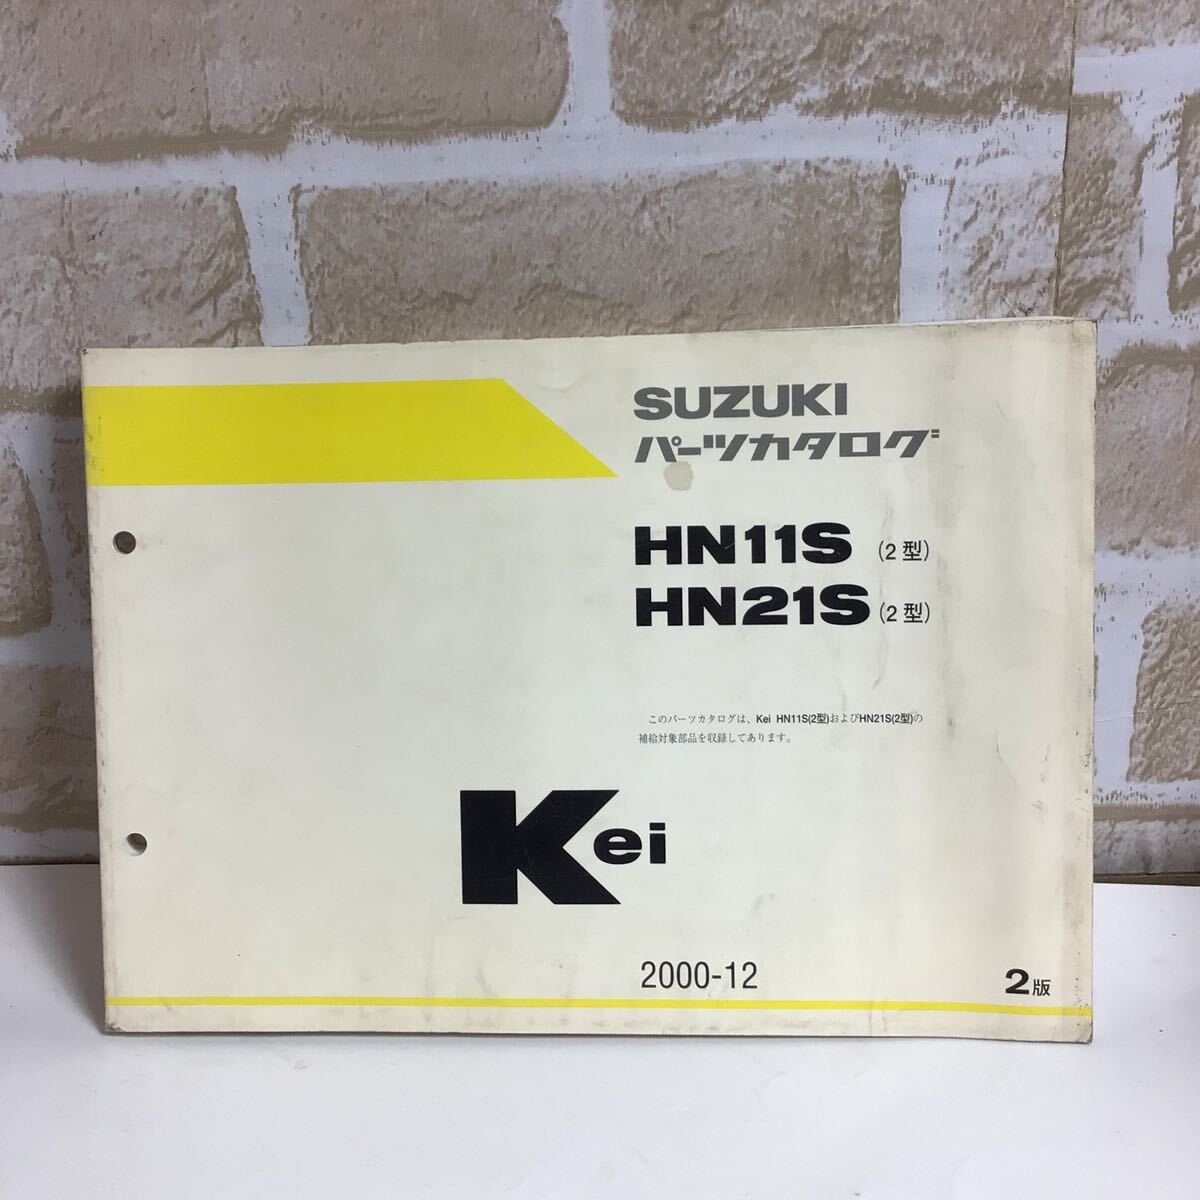 SUZUKI
パーツカタログ
HN11S (2型)
HN21S (2型)
このパーツカタログは、Kei HN11S(2型)およびHN21S(2型)の
補給対象部品を収録してあります。
Kei
2000-12
2版